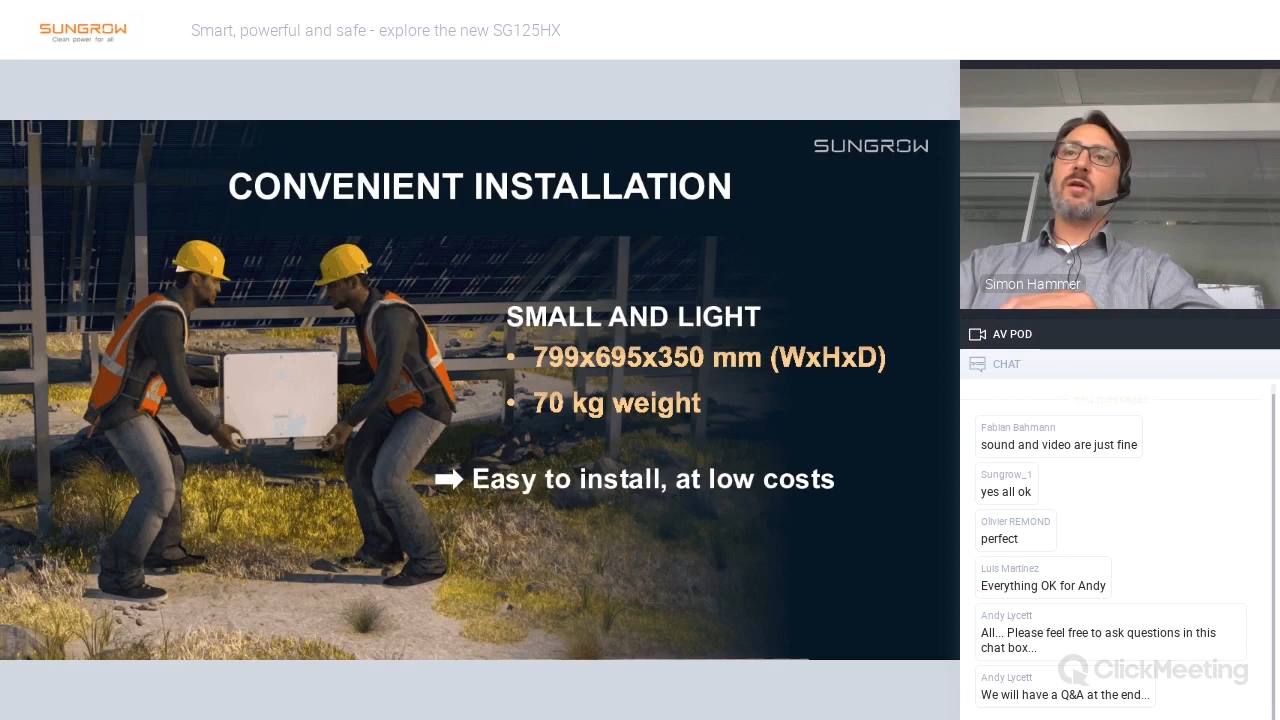 SUNGROW
Clean power for all
Smart, powerful and safe - explore the new SG125HX
SUNGROW
CONVENIENT INSTALLATION
SMALL AND LIGHT
• 799x695x350 mm (WxHxD)
• 70 kg weight
➡ Easy to install, at low costs
Simon Hammer
AV POD
CHAT
new messages
Fabian Bahmann
sound and video are just fine
Sungrow_1
yes all ok
Olivier REMOND
perfect
Luis Martínez
Everything OK for Andy
Andy Lycett
All... Please feel free to ask questions in this
chat box...
Andy Lycett
We will have a Q&A at the end...
ClickMeeting